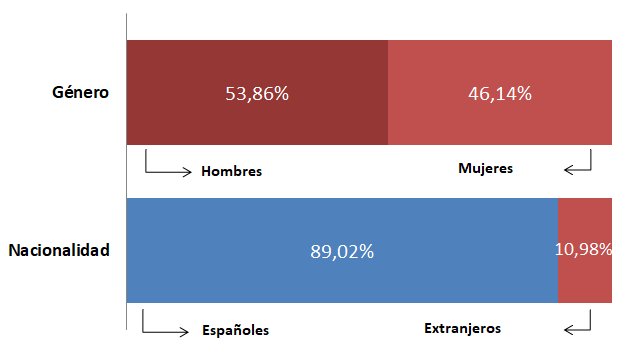 Género
53,86%
46,14%
Hombres
Mujeres
Nacionalidad
89,02%
10,98%
Españoles
Extranjeros